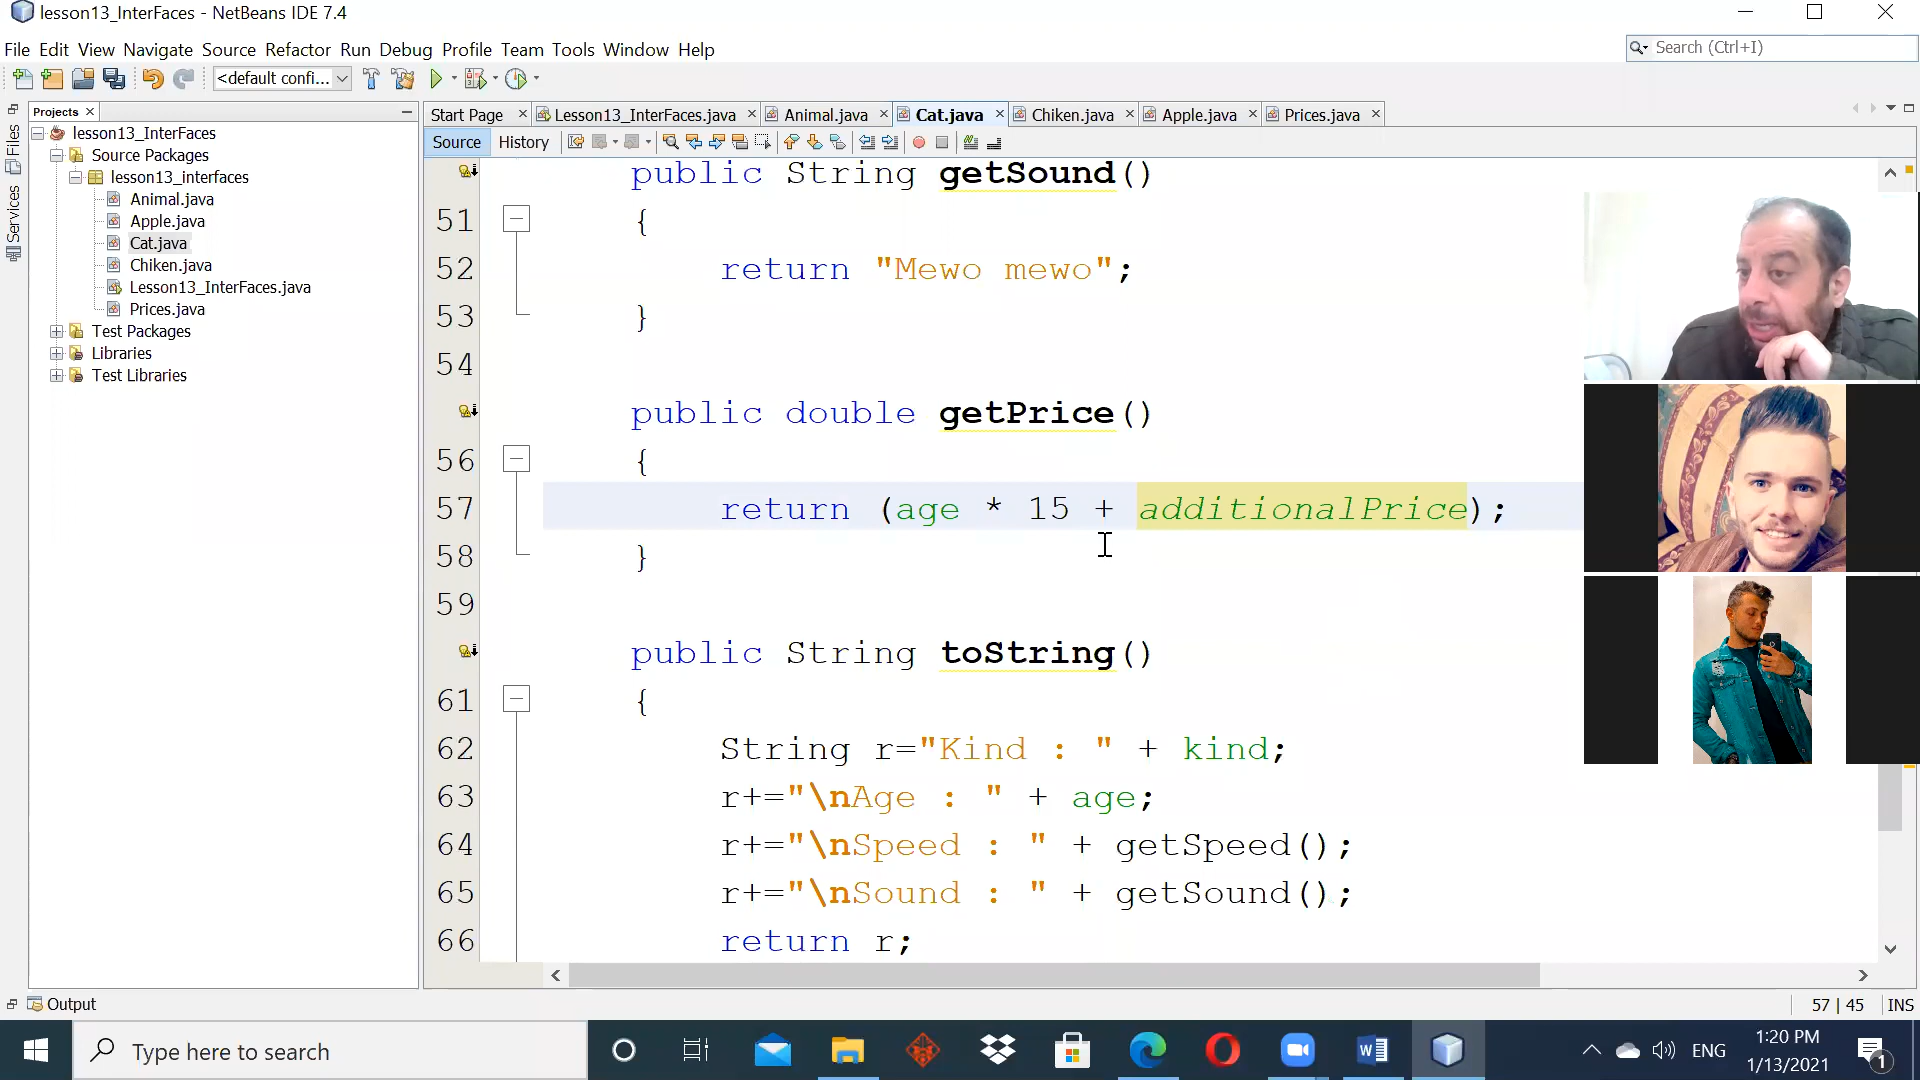 lesson13_InterFaces - NetBeans IDE 7.4
File Edit View Navigate Source Refactor Run Debug Profile Team Tools Window Help
Search (Ctrl+I)
<default confi...
Projects
Start Page
Lesson13_InterFaces.java
Animal.java
Cat.java
Chiken.java
Apple.java
Prices.java
Source
History
Files
Services
lesson13_InterFaces
Source Packages
lesson13_interfaces
Animal.java
Apple.java
Cat.java
Chiken.java
Lesson13_InterFaces.java
Prices.java
Test Packages
Libraries
Test Libraries
public String getSound()
51 {
52 return "Mewo mewo";
53 }
54
public double getPrice()
56 {
57 return (age * 15 + additionalPrice);
58 }
59
public String toString()
61 {
62 String r="Kind : " + kind;
63 r+="\nAge : " + age;
64 r+="\nSpeed : " + getSpeed();
65 r+="\nSound : " + getSound();
66 return r;
Output
57 | 45 INS
Type here to search
ENG
1:20 PM
1/13/2021
1